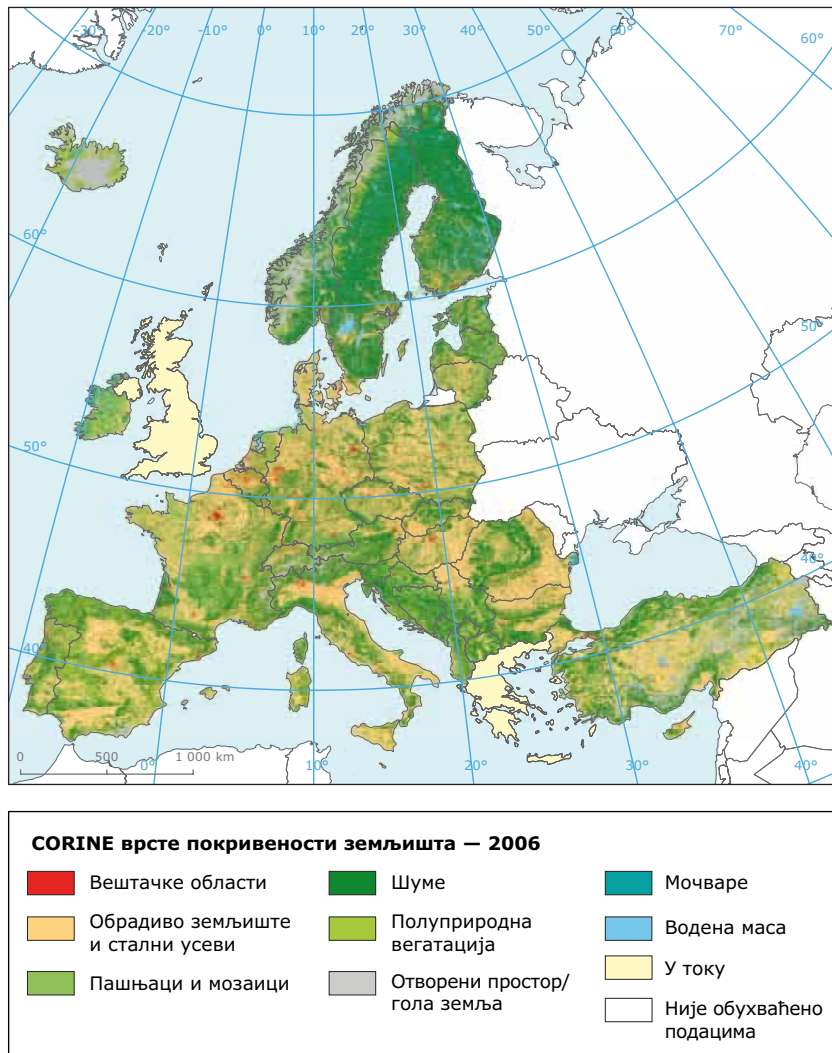 -30° -20° -10° 0° 10° 20° 30° 40° 50° 60° 70°
60°
60°
50°
50°
40°
40°
0 500 1 000 km
0° 10° 20° 30° 40°
CORINE врсте покривености земљишта — 2006
Вештачке области
Обрадиво земљиште
и стални усеви
Пашњаци и мозаици
Шуме
Полуприродна
вегатација
Отворени простор/
гола земља
Мочваре
Водена маса
У току
Није обухваћено
подацима